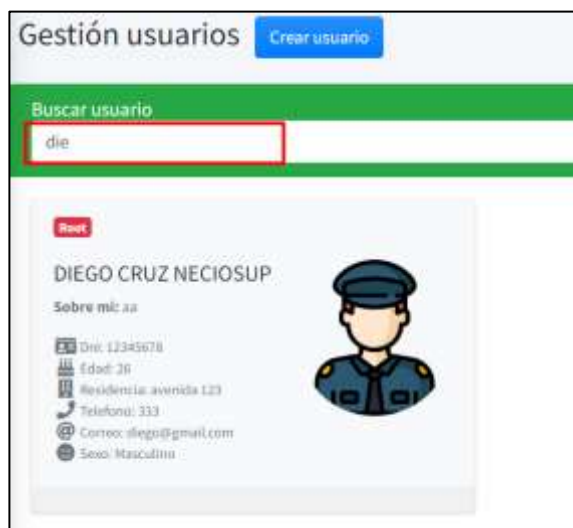 Gestión usuarios Crear usuario
Buscar usuario
die
Root
DIEGO CRUZ NECIOSUP
Sobre mi: aa
Dni: 12345678
Edad: 26
Residencia: avenida 123
Telefono: 333
Correo: diego@gmail.com
Sexo: Masculino